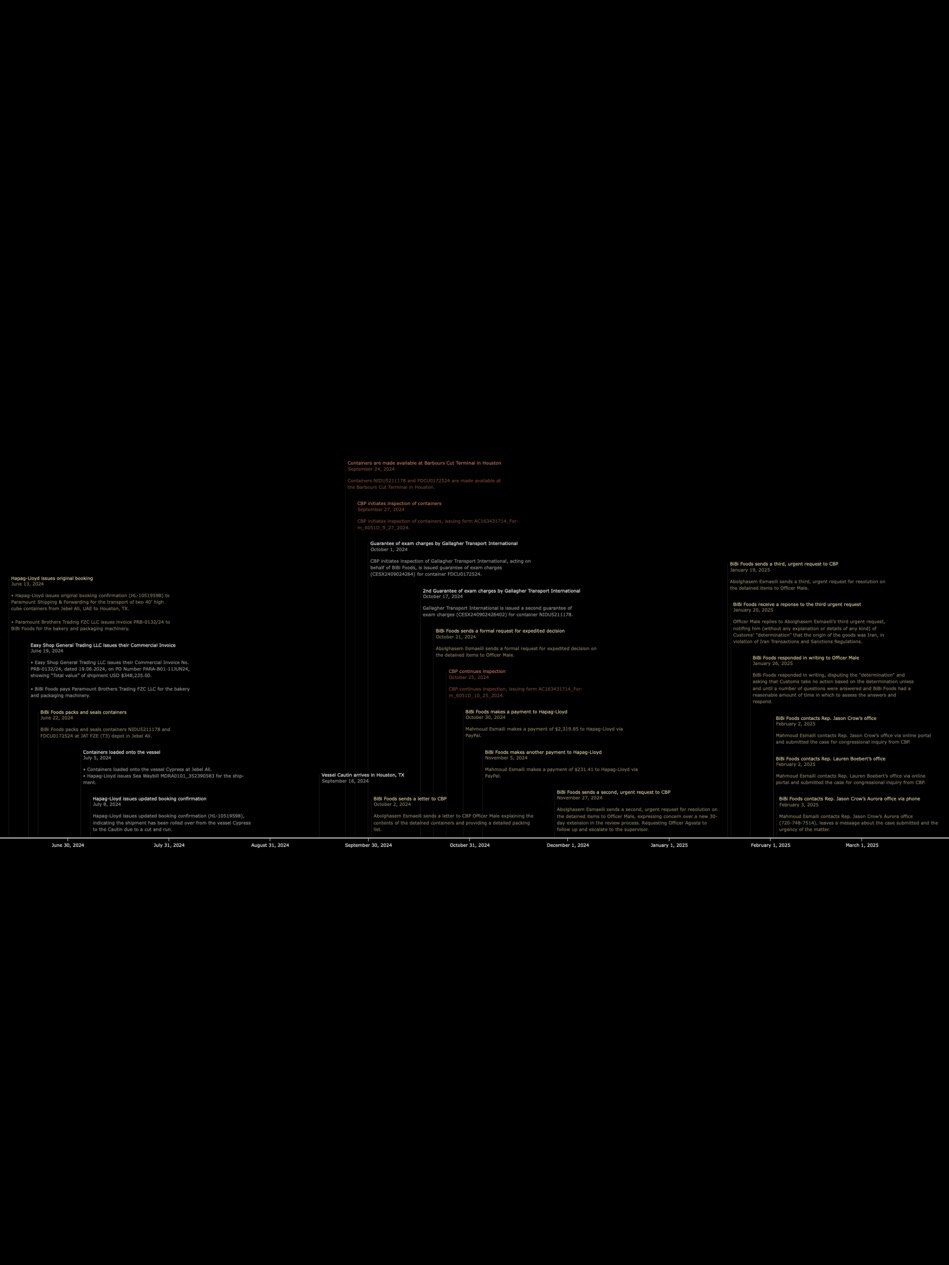 Containers are made available at Barbours Cut Terminal in Houston
September 24, 2024
Containers NIDU5211178 and FDCU0172524 are made available at
the Barbours Cut Terminal in Houston.
CBP initiates inspection of containers
September 27, 2024
CBP initiates inspection of containers, issuing form AC163431714_For-
m_6051D_9_27_2024.
Guarantee of exam charges by Gallagher Transport International
October 1, 2024
CBP initiates inspection of Gallagher Transport International, acting on
behalf of BiBi Foods, is issued guarantee of exam charges
(CESX2409024284) for container FDCU0172524.
2nd Guarantee of exam charges by Gallagher Transport International
October 17, 2024
Gallagher Transport International is issued a second guarantee of
exam charges (CESX2409026402) for container NIDU5211178.
BiBi Foods sends a formal request for expedited decision
October 21, 2024
Abolghasem Esmaeili sends a formal request for expedited decision on
the detained items to Officer Male.
CBP continues inspection
October 25, 2024
CBP continues inspection, issuing form AC163431714_For-
m_6051D_10_25_2024.
BiBi Foods makes a payment to Hapag-Lloyd
October 30, 2024
Mahmoud Esmaili makes a payment of $2,319.85 to Hapag-Lloyd via
PayPal.
BiBi Foods makes another payment to Hapag-Lloyd
November 5, 2024
Mahmoud Esmaili makes a payment of $231.41 to Hapag-Lloyd via
PayPal.
BiBi Foods sends a second, urgent request to CBP
November 27, 2024
Abolghasem Esmaeili sends a second, urgent request for resolution on
the detained items to Officer Male, expressing concern over a new 30-
day extension in the review process. Requesting Officer Agosta to
follow up and escalate to the supervisor.
Hapag-Lloyd issues original booking
June 13, 2024
• Hapag-Lloyd issues original booking confirmation (HL-10519598) to
Paramount Shipping & Forwarding for the transport of two 40' high
cube containers from Jebel Ali, UAE to Houston, TX.
• Paramount Brothers Trading FZC LLC issues invoice PRB-0132/24 to
BiBi Foods for the bakery and packaging machinery.
Easy Shop General Trading LLC issues their Commercial Invoice
June 19, 2024
• Easy Shop General Trading LLC issues their Commercial Invoice No.
PRB-0132/24, dated 19.06.2024, on PO Number PARA-B01-11JUN24,
showing "Total value" of shipment USD $348,235.00.
• BiBi Foods pays Paramount Brothers Trading FZC LLC for the bakery
and packaging machinery.
BiBi Foods packs and seals containers
June 22, 2024
BiBi Foods packs and seals containers NIDU5211178 and
FDCU0172524 at IAT FZE (T3) depot in Jebel Ali.
Containers loaded onto the vessel
July 5, 2024
• Containers loaded onto the vessel Cypress at Jebel Ali.
• Hapag-Lloyd issues Sea Waybill MDRA0101_352390583 for the ship-
ment.
Hapag-Lloyd issues updated booking confirmation
July 8, 2024
Hapag-Lloyd issues updated booking confirmation (HL-10519598),
indicating the shipment has been rolled over from the vessel Cypress
to the Cautin due to a cut and run.
Vessel Cautin arrives in Houston, TX
September 16, 2024
BiBi Foods sends a letter to CBP
October 2, 2024
Abolghasem Esmaeili sends a letter to CBP Officer Male explaining the
contents of the detained containers and providing a detailed packing
list.
BiBi Foods sends a third, urgent request to CBP
January 19, 2025
Abolghasem Esmaeili sends a third, urgent request for resolution on
the detained items to Officer Male.
BiBi Foods receive a reponse to the third urgent request
January 20, 2025
Officer Male replies to Abolghasem Esmaeili's third urgent request,
notifing him (without any explanation or details of any kind) of
Customs' "determination" that the origin of the goods was Iran, in
violation of Iran Transactions and Sanctions Regulations.
BiBi Foods responded in writing to Officer Male
January 26, 2025
BiBi Foods responded in writing, disputing the "determination" and
asking that Customs take no action based on the determination unless
and until a number of questions were answered and BiBi Foods had a
reasonable amount of time in which to assess the answers and
respond.
BiBi Foods contacts Rep. Jason Crow's office
February 2, 2025
Mahmoud Esmaeili contacts Rep. Jason Crow's office via online portal
and submitted the case for congressional inquiry from CBP.
BiBi Foods contacts Rep. Lauren Boebert's office
February 2, 2025
Mahmoud Esmaeili contacts Rep. Lauren Boebert's office via online
portal and submitted the case for congressional inquiry from CBP.
BiBi Foods contacts Rep. Jason Crow's Aurora office via phone
February 3, 2025
Mahmoud Esmaeili contacts Rep. Jason Crow's Aurora office
(720-748-7514), leaves a message about the case submitted and the
urgency of the matter.
June 30, 2024
July 31, 2024
August 31, 2024
September 30, 2024
October 31, 2024
December 1, 2024
January 1, 2025
February 1, 2025
March 1, 2025